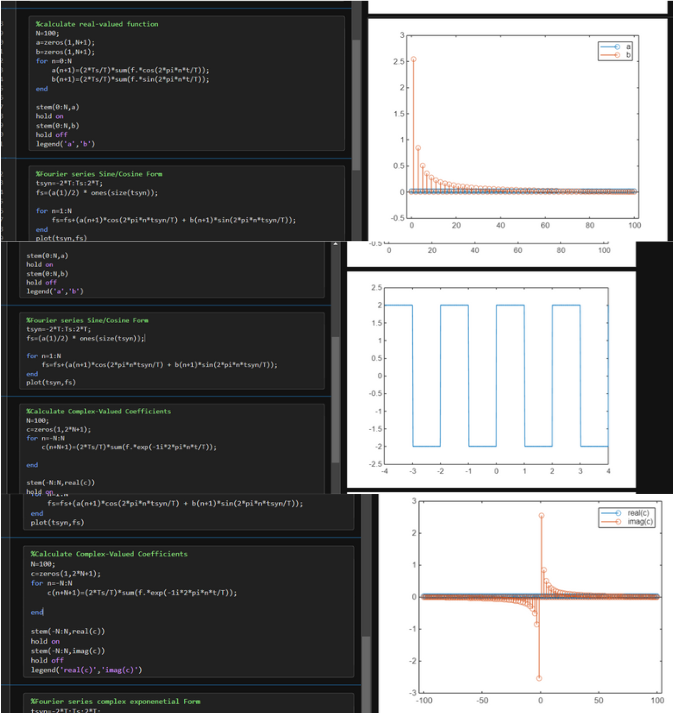 %calculate real-valued function
N=100;
a=zeros(1,N+1);
b=zeros(1,N+1);
for n=0:N
a(n+1)=(2*Ts/T)*sum(f.*cos(2*pi*n*t/T));
b(n+1)=(2*Ts/T)*sum(f.*sin(2*pi*n*t/T));
end
stem(0:N,a)
hold on
stem(0:N,b)
hold off
legend('a','b')
%Fourier series Sine/Cosine Form
tsyn=-2*T:Ts:2*T;
fs=(a(1)/2) * ones(size(tsyn));
for n=1:N
fs=fs+(a(n+1)*cos(2*pi*n*tsyn/T) + b(n+1)*sin(2*pi*n*tsyn/T));
end
plot(tsyn,fs)
3
2.5
2
1.5
1
0.5
0
-0.5
0 20 40 60 80 100
a
b
stem(0:N,a)
hold on
stem(0:N,b)
hold off
legend('a','b')
%Fourier series Sine/Cosine Form
tsyn=-2*T:Ts:2*T;
fs=(a(1)/2) * ones(size(tsyn));
for n=1:N
fs=fs+(a(n+1)*cos(2*pi*n*tsyn/T) + b(n+1)*sin(2*pi*n*tsyn/T));
end
plot(tsyn,fs)
%Calculate Complex-Valued Coefficients
N=100;
c=zeros(1,2*N+1);
for n=-N:N
c(n+N+1)=(2*Ts/T)*sum(f.*exp(-1i*2*pi*n*t/T));
end
stem(-N:N,real(c))
hold on
-0.5
0 20 40 60 80 100
2.5
2
1.5
1
0.5
0
-0.5
-1
-1.5
-2
-2.5
-4 -3 -2 -1 0 1 2 3 4
for n=1:N
fs=fs+(a(n+1)*cos(2*pi*n*tsyn/T) + b(n+1)*sin(2*pi*n*tsyn/T));
end
plot(tsyn,fs)
%Calculate Complex-Valued Coefficients
N=100;
c=zeros(1,2*N+1);
for n=-N:N
c(n+N+1)=(2*Ts/T)*sum(f.*exp(-1i*2*pi*n*t/T));
end
stem(-N:N,real(c))
hold on
stem(-N:N,imag(c))
hold off
legend('real(c)','imag(c)')
%Fourier series complex exponenetial Form
tsyn=-2*T:Ts:2*T;
3
2
1
0
-1
-2
-3
-100 -50 0 50 100
real(c)
imag(c)